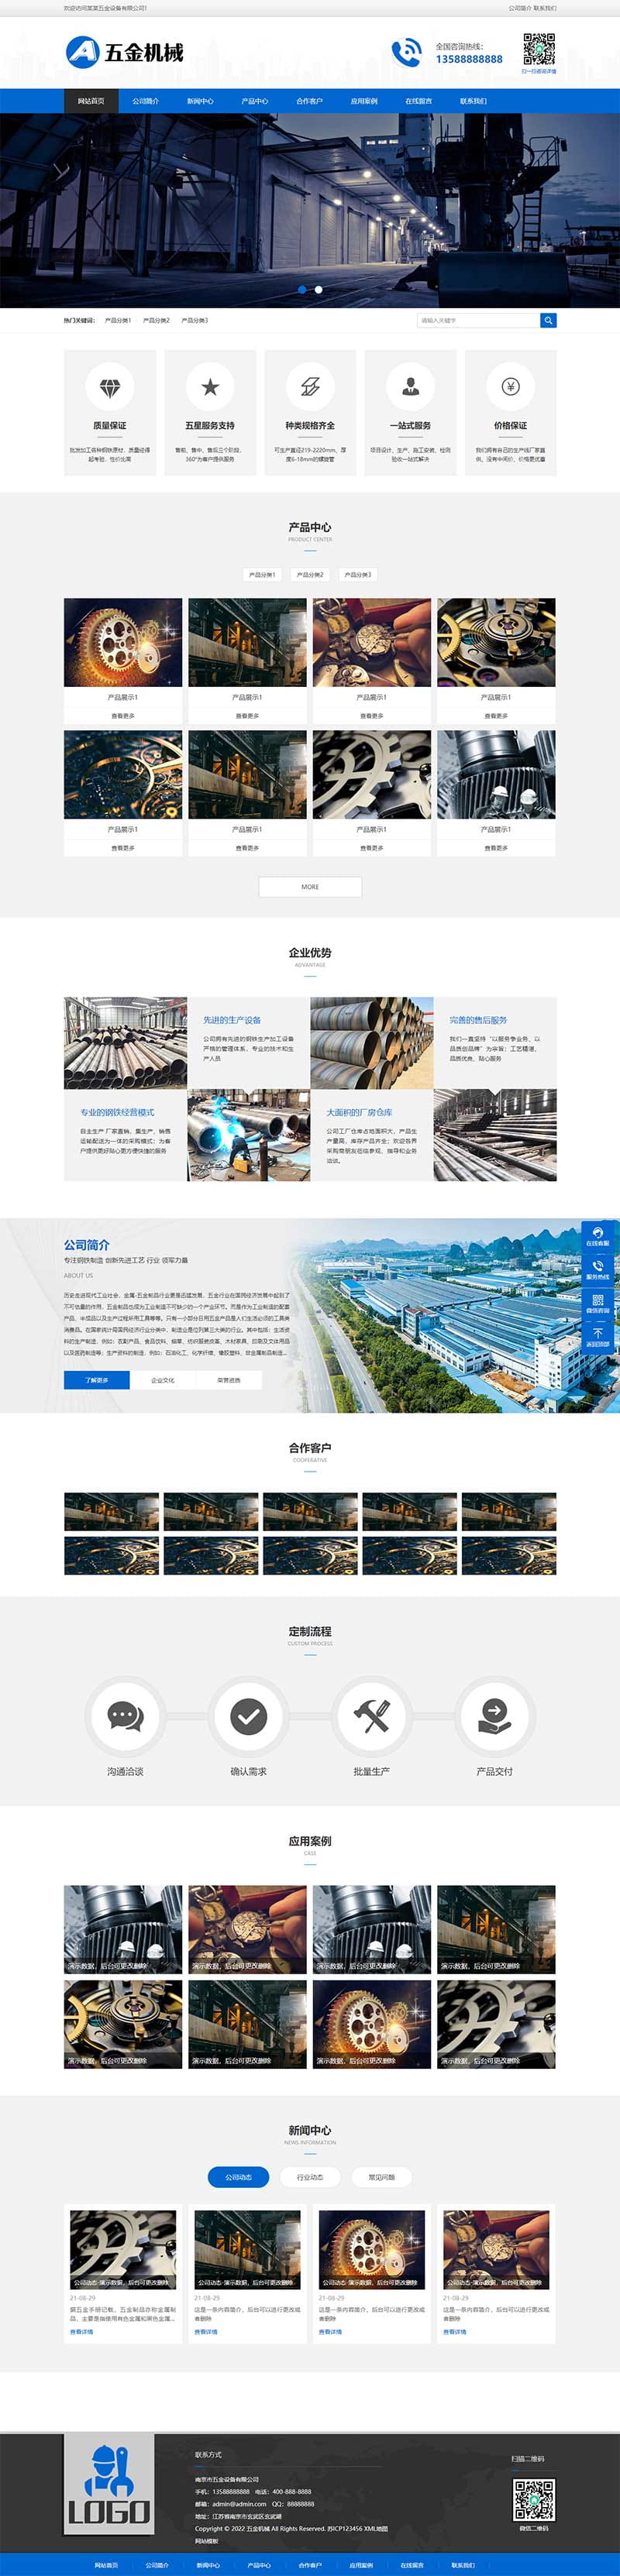 欢迎访问某某五金设备有限公司！
公司简介 联系我们
五金机械
全国咨询热线：
13588888888
扫一扫咨询详情
网站首页 公司简介 新闻中心 产品中心 合作客户 应用案例 在线留言 联系我们
热门关键词： 产品分类1 产品分类2 产品分类3
请输入关键字
质量保证
批发加工各种钢铁原材，质量经得
起考验，性价比高
五星服务支持
售前、售中、售后三个阶段，
360°为客户提供服务
种类规格齐全
可生产直径219-2220mm、厚
度6-18mm的螺旋管
一站式服务
项目设计、生产、施工安装、检测
验收一站式解决
价格保证
我们拥有自己的生产线厂家直
供，没有中间价，价格更优惠
产品中心
PRODUCT CENTER
产品分类1 产品分类2 产品分类3
产品展示1 产品展示1 产品展示1 产品展示1
查看更多 查看更多 查看更多 查看更多
产品展示1 产品展示1 产品展示1 产品展示1
查看更多 查看更多 查看更多 查看更多
MORE
企业优势
ADVANTAGE
先进的生产设备
公司拥有先进的钢铁生产加工设备
严格的管理体系、专业的技术和生
产人员
完善的售后服务
我们一直坚持“以服务争业务，以
品质创品牌”为宗旨；工艺精湛、
品质优良，贴心服务
专业的钢铁经营模式
自主生产 厂家直销，集生产、销售
运输配送为一体的采购模式；为客
户提供更好贴心更方便快捷的服务
大面积的厂房仓库
公司工厂仓库占地面积大，产品生
产量高，库存产品齐全；欢迎各界
采购商朋友莅临参观，指导和业务
洽谈。
公司简介
专注钢铁制造 创新先进工艺 行业 领军力量
ABOUT US
历史走进现代工业社会，金属-五金制品行业更是迅猛发展，五金行业在国民经济发展中起到了
不可估量的作用，五金制品也成为工业制造不可缺少的一个产业环节。而是作为工业制造的配套
产品、半成品以及生产过程所用工具等等。只有一小部分日用五金产品是人们生活必须的工具类
消费品。在国家统计局国民经济行业分类中，制造业是位列第三大类的行业。其中包括：生活资
料的生产制造，例如：农副产品、食品饮料、烟草、纺织服装皮革、木材家具、印刷及文体用品
以及医药制造等；生产资料的制造，例如：石油化工、化学纤维、橡胶塑料、非金属制品制造...
了解更多 企业文化 荣誉资质
在线客服
服务热线
微信咨询
返回顶部
合作客户
COOPERATIVE
定制流程
CUSTOM PROCESS
沟通洽谈 确认需求 批量生产 产品交付
应用案例
CASE
演示数据，后台可更改删除 演示数据，后台可更改删除 演示数据，后台可更改删除 演示数据，后台可更改删除
演示数据，后台可更改删除 演示数据，后台可更改删除 演示数据，后台可更改删除 演示数据，后台可更改删除
新闻中心
NEWS INFORMATION
公司动态 行业动态 常见问题
公司动态-演示数据，后台可更改删除 公司动态-演示数据，后台可更改删除 公司动态-演示数据，后台可更改删除 公司动态-演示数据，后台可更改删除
21-08-29 21-08-29 21-08-29 21-08-29
据五金手册记载，五金制品亦称金属制
品，主要是指使用有色金属和黑色金属...
这是一条内容简介，后台可以进行更改或
者删除
这是一条内容简介，后台可以进行更改或
者删除
这是一条内容简介，后台可以进行更改或
者删除
查看详情 查看详情 查看详情 查看详情
LOGO
联系方式
南京市五金设备有限公司
手机：13588888888 电话：400-888-8888
邮箱：admin@admin.com QQ：88888888
地址：江苏省南京市玄武区玄武湖
Copyright © 2022 五金机械 All Rights Reserved. 苏ICP123456 XML地图
网站模板
扫描二维码
微信二维码
网站首页 公司简介 新闻中心 产品中心 合作客户 应用案例 在线留言 联系我们